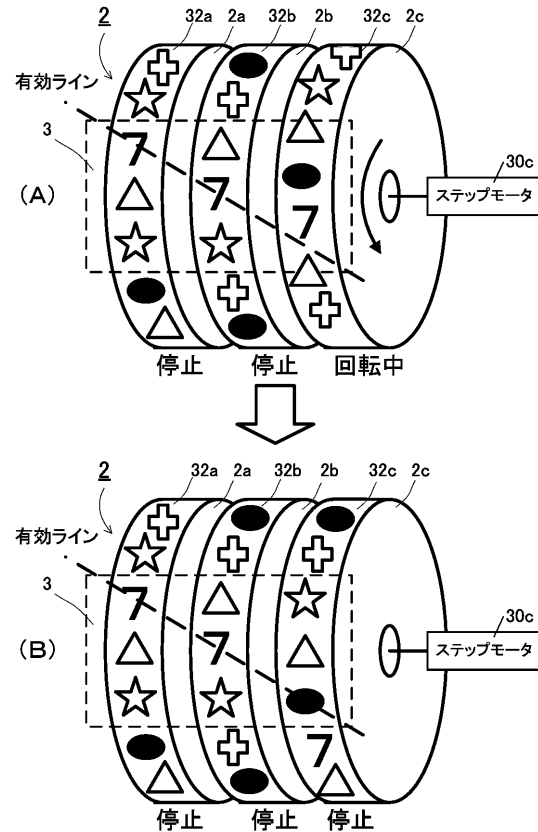 2 32a 2a 32b 2b 32c 2c
有効ライン
3
7
7
7
30c
ステップモータ
(A)
停止 停止 回転中
2 32a 2a 32b 2b 32c 2c
有効ライン
3
7
7
30c
ステップモータ
(B)
7
停止 停止 停止